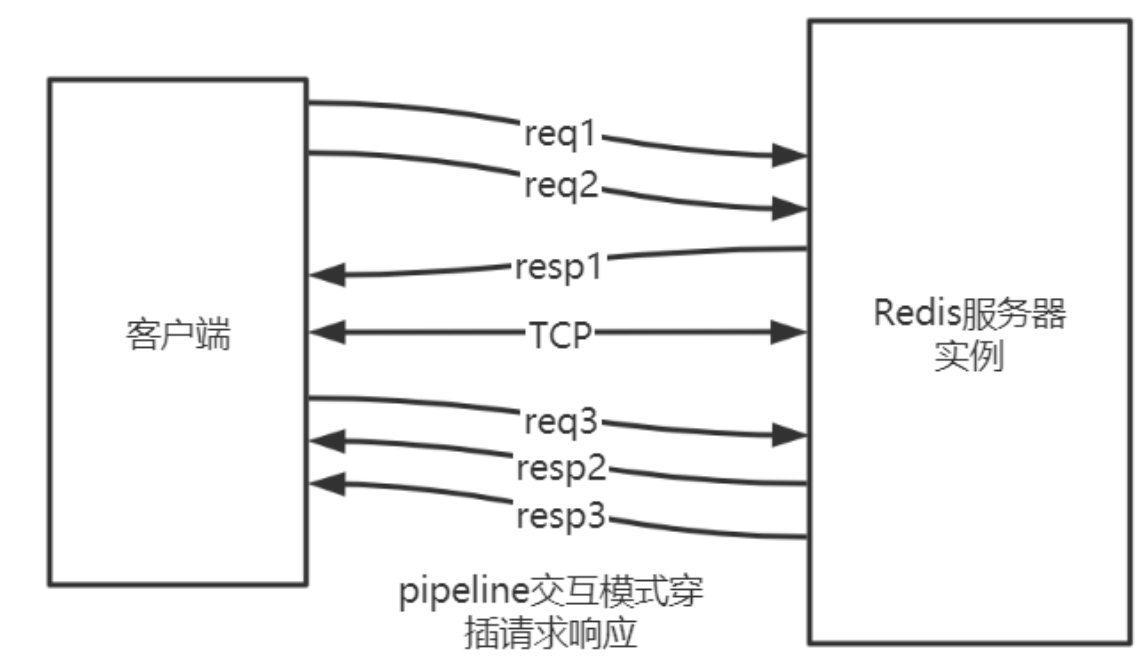 req1
req2
resp1
客户端
TCP
Redis服务器
实例
req3
resp2
resp3
pipeline交互模式穿
插请求响应